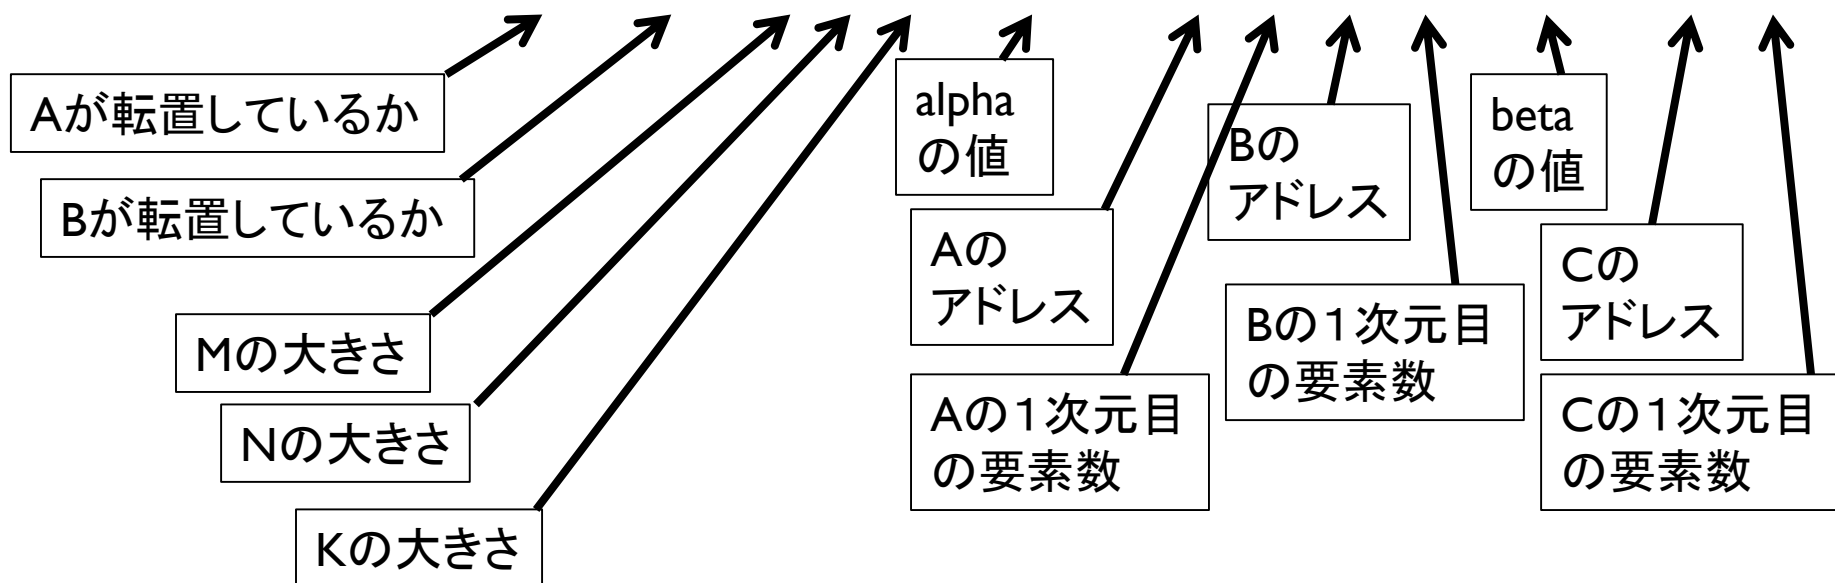 Aが転置しているか
Bが転置しているか
Mの大きさ
Nの大きさ
Kの大きさ
alpha
の値
Aの
アドレス
Aの１次元目
の要素数
Bの
アドレス
Bの１次元目
の要素数
beta
の値
Cの
アドレス
Cの１次元目
の要素数